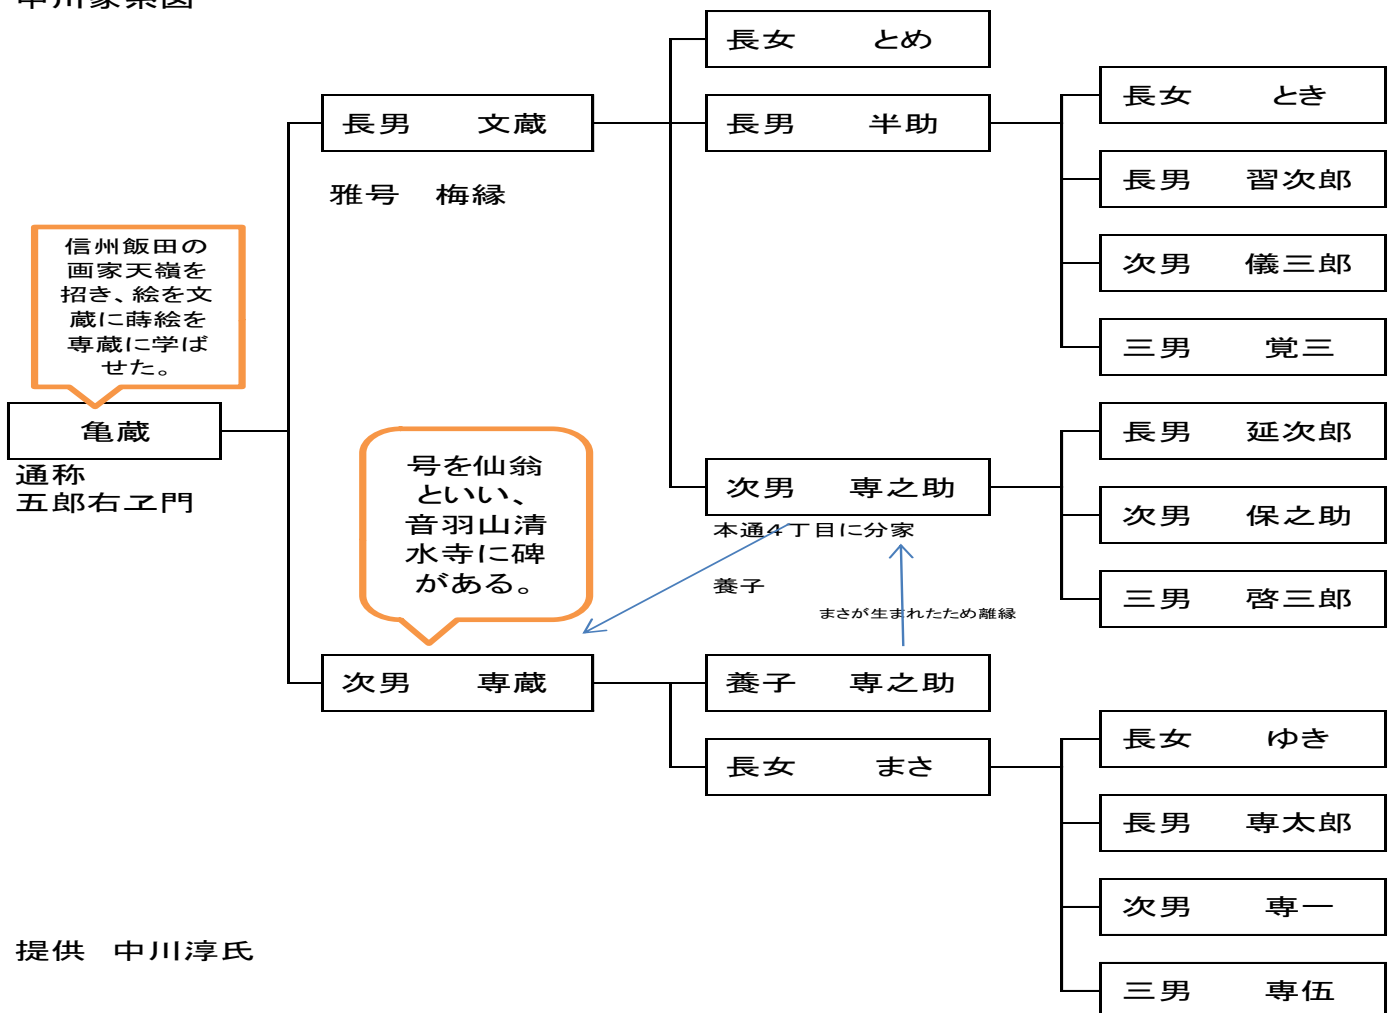 中川家系図
長女 とめ
長女 とき
長男 文蔵
長男 半助
長男 習次郎
雅号 梅縁
次男 儀三郎
信州飯田の
画家天嶺を
招き、絵を文
蔵に蒔絵を
専蔵に学ば
せた。
三男 覚三
亀蔵
通称
五郎右ヱ門
長男 延次郎
号を仙翁
といい、
音羽山清
水寺に碑
がある。
次男 専之助
本通4丁目に分家
次男 保之助
養子
まさが生まれたため離縁
三男 啓三郎
次男 専蔵
養子 専之助
長女 まさ
長女 ゆき
長男 専太郎
次男 専一
三男 専伍
提供 中川淳氏